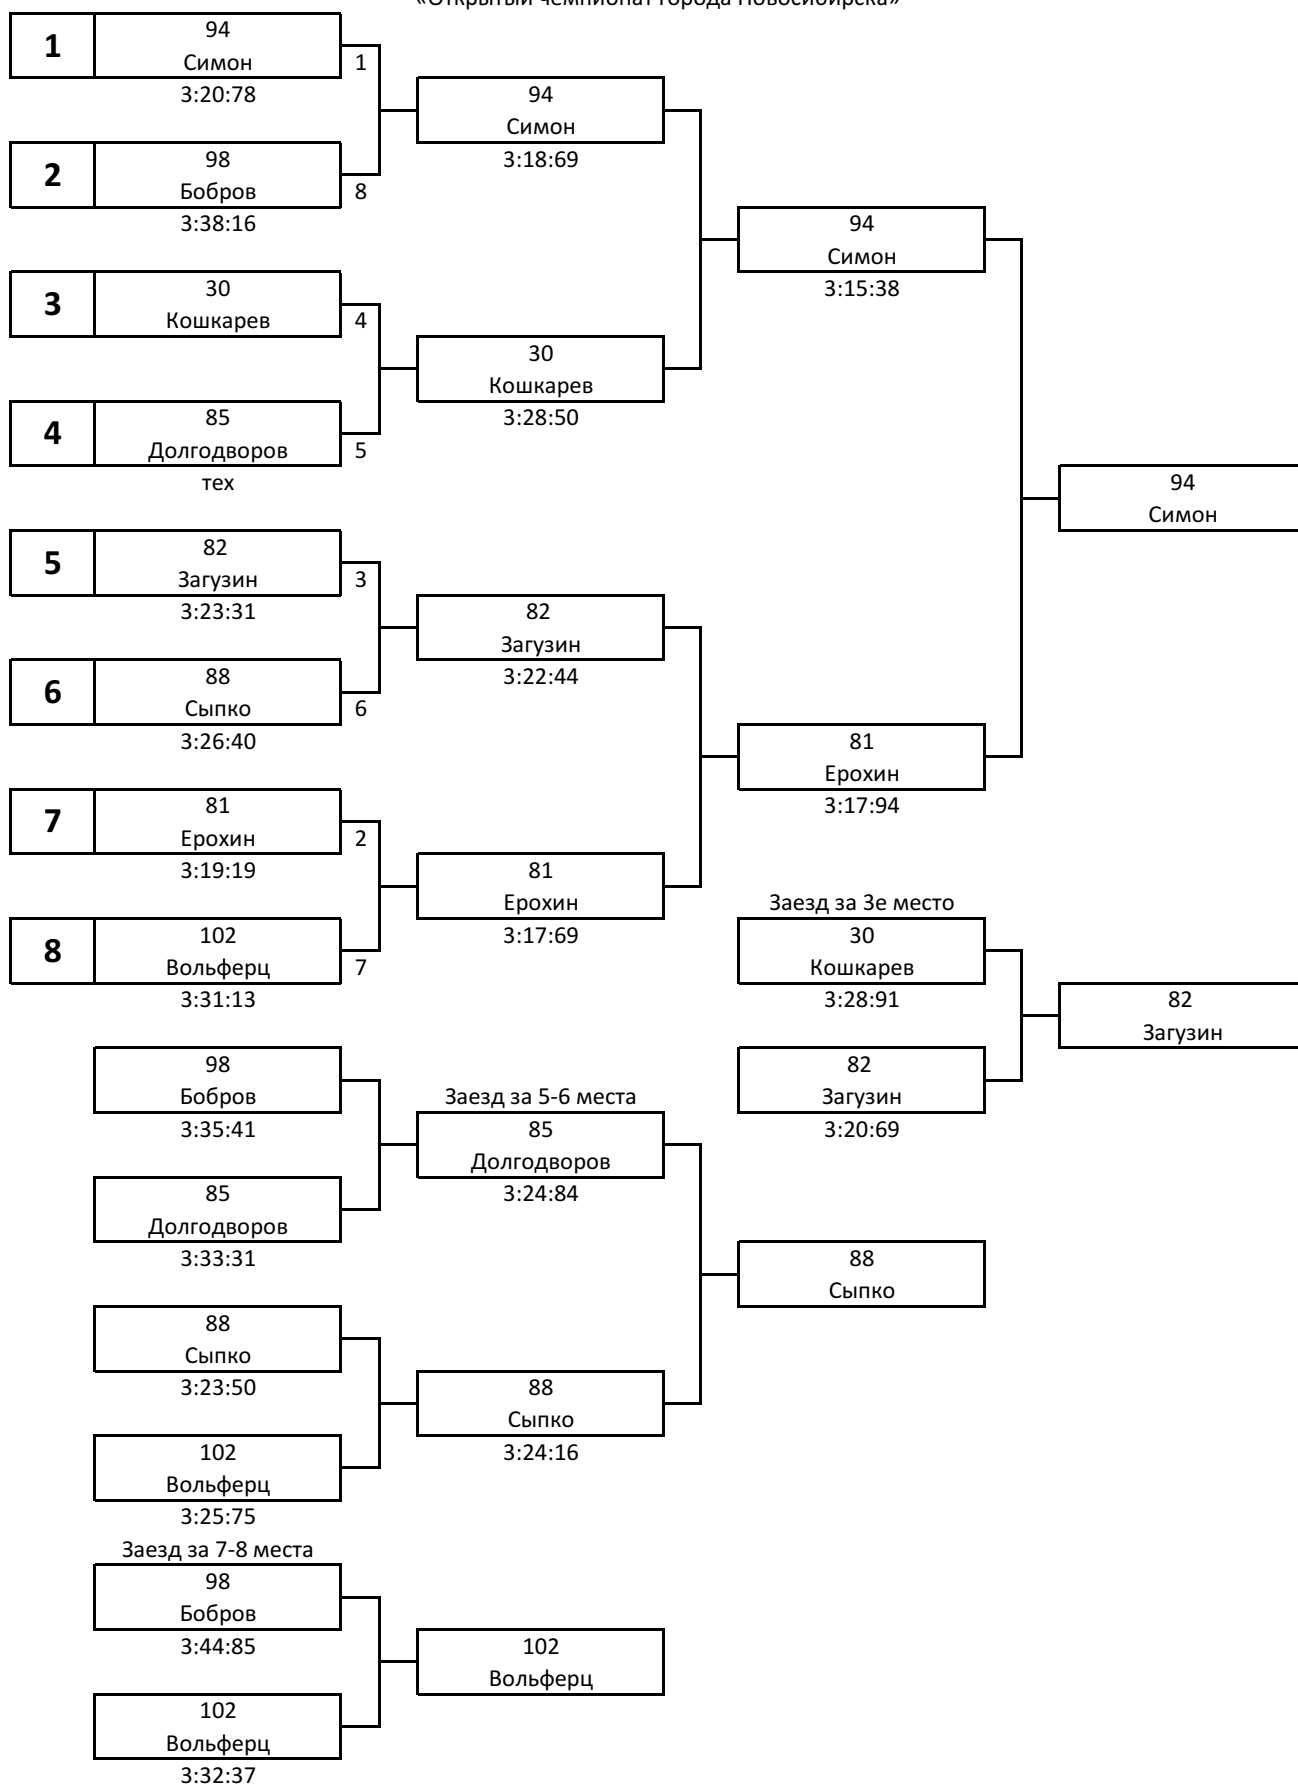 «Открытый чемпионат города Новосибирска»
1
94
Симон
3:20:78
1
2
98
Бобров
3:38:16
8
3
30
Кошкарев
4
4
85
Долгодворов
тех
5
5
82
Загузин
3:23:31
3
6
88
Сыпко
3:26:40
6
7
81
Ерохин
3:19:19
2
8
102
Вольферц
3:31:13
7
94
Симон
3:18:69
30
Кошкарев
3:28:50
82
Загузин
3:22:44
81
Ерохин
3:17:69
94
Симон
3:15:38
81
Ерохин
3:17:94
94
Симон
Заезд за 3е место
30
Кошкарев
3:28:91
82
Загузин
3:20:69
82
Загузин
98
Бобров
3:35:41
85
Долгодворов
3:33:31
88
Сыпко
3:23:50
102
Вольферц
3:25:75
Заезд за 5-6 места
85
Долгодворов
3:24:84
88
Сыпко
3:24:16
88
Сыпко
Заезд за 7-8 места
98
Бобров
3:44:85
102
Вольферц
3:32:37
102
Вольферц